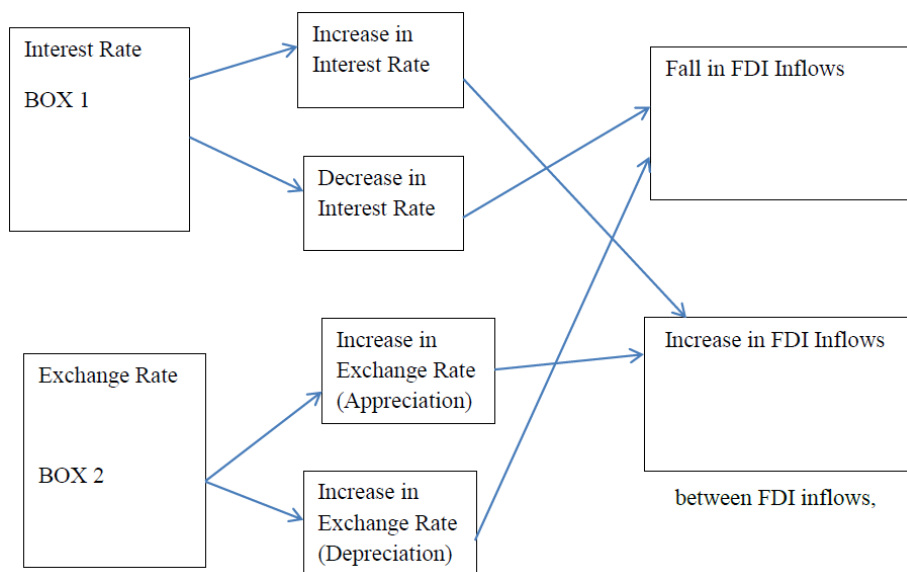 Interest Rate
BOX 1
Increase in
Interest Rate
Decrease in
Interest Rate
Fall in FDI Inflows
Exchange Rate
BOX 2
Increase in
Exchange Rate
(Appreciation)
Increase in
Exchange Rate
(Depreciation)
Increase in FDI Inflows
between FDI inflows,